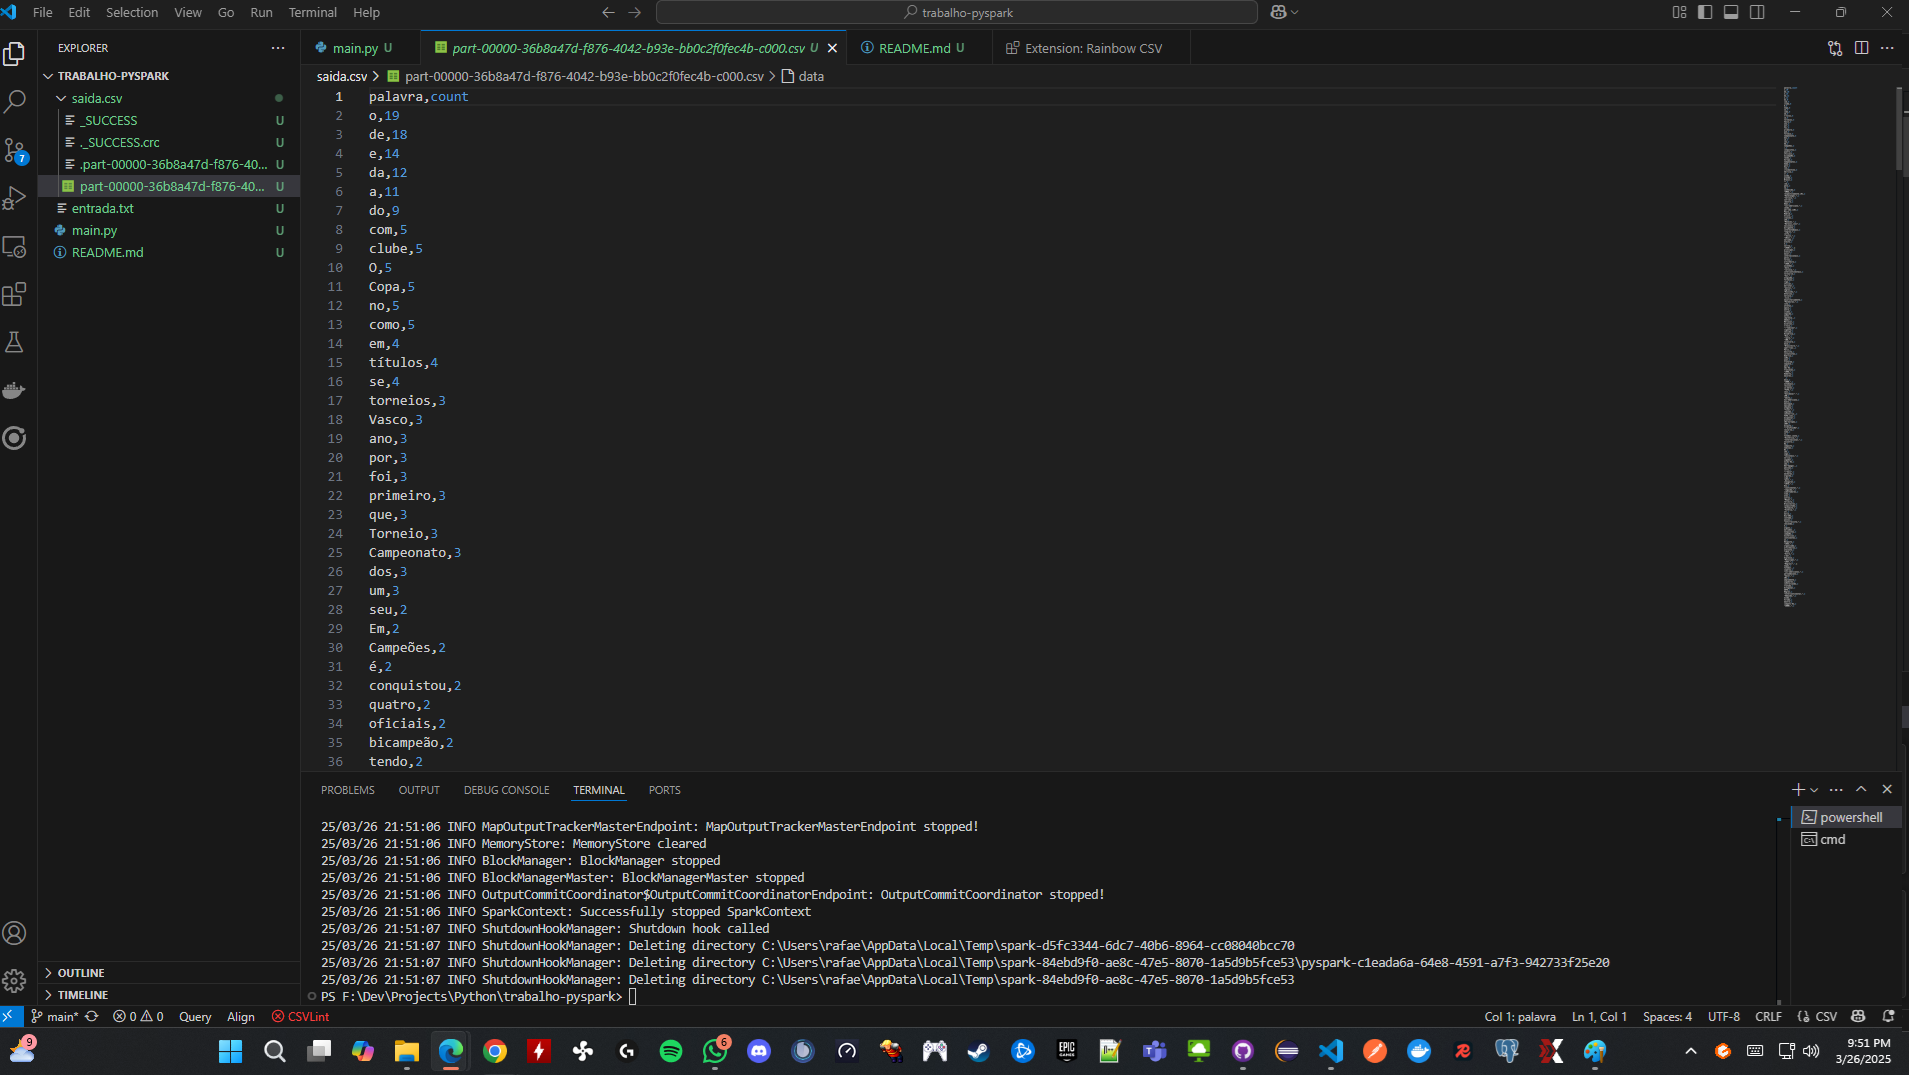 File Edit Selection View Go Run Terminal Help
trabalho-pyspark
EXPLORER
TRABALHO-PYSPARK
saida.csv
_SUCCESS U
._SUCCESS.crc U
.part-00000-36b8a47d-f876-40... U
part-00000-36b8a47d-f876-40... U
entrada.txt U
main.py U
README.md U
OUTLINE
TIMELINE
7
main.py U
part-00000-36b8a47d-f876-4042-b93e-bb0c2f0fec4b-c000.csv U
README.md U
Extension: Rainbow CSV
saida.csv > part-00000-36b8a47d-f876-4042-b93e-bb0c2f0fec4b-c000.csv > data
1 palavra,count
2 o,19
3 de,18
4 e,14
5 da,12
6 a,11
7 do,9
8 com,5
9 clube,5
10 O,5
11 Copa,5
12 no,5
13 como,5
14 em,4
15 títulos,4
16 se,4
17 torneios,3
18 Vasco,3
19 ano,3
20 por,3
21 foi,3
22 primeiro,3
23 que,3
24 Torneio,3
25 Campeonato,3
26 dos,3
27 um,3
28 seu,2
29 Em,2
30 Campeões,2
31 é,2
32 conquistou,2
33 quatro,2
34 oficiais,2
35 bicampeão,2
36 tendo,2
PROBLEMS OUTPUT DEBUG CONSOLE TERMINAL PORTS
25/03/26 21:51:06 INFO MapOutputTrackerMasterEndpoint: MapOutputTrackerMasterEndpoint stopped!
25/03/26 21:51:06 INFO MemoryStore: MemoryStore cleared
25/03/26 21:51:06 INFO BlockManager: BlockManager stopped
25/03/26 21:51:06 INFO BlockManagerMaster: BlockManagerMaster stopped
25/03/26 21:51:06 INFO OutputCommitCoordinator$OutputCommitCoordinatorEndpoint: OutputCommitCoordinator stopped!
25/03/26 21:51:06 INFO SparkContext: Successfully stopped SparkContext
25/03/26 21:51:07 INFO ShutdownHookManager: Shutdown hook called
25/03/26 21:51:07 INFO ShutdownHookManager: Deleting directory C:\Users\rafae\AppData\Local\Temp\spark-d5fc3344-6dc7-40b6-8964-cc08040bcc70
25/03/26 21:51:07 INFO ShutdownHookManager: Deleting directory C:\Users\rafae\AppData\Local\Temp\spark-84ebd9f0-ae8c-47e5-8070-1a5d9b5fce53\pyspark-c1eada6a-64e8-4591-a7f3-942733f25e20
25/03/26 21:51:07 INFO ShutdownHookManager: Deleting directory C:\Users\rafae\AppData\Local\Temp\spark-84ebd9f0-ae8c-47e5-8070-1a5d9b5fce53
PS F:\Dev\Projects\Python\trabalho-pyspark>
powershell
cmd
main* 0 0 Query Align CSVLint
Col 1: palavra Ln 1, Col 1 Spaces: 4 UTF-8 CRLF CSV
9
6
EPIC GAMES
9:51 PM
3/26/2025